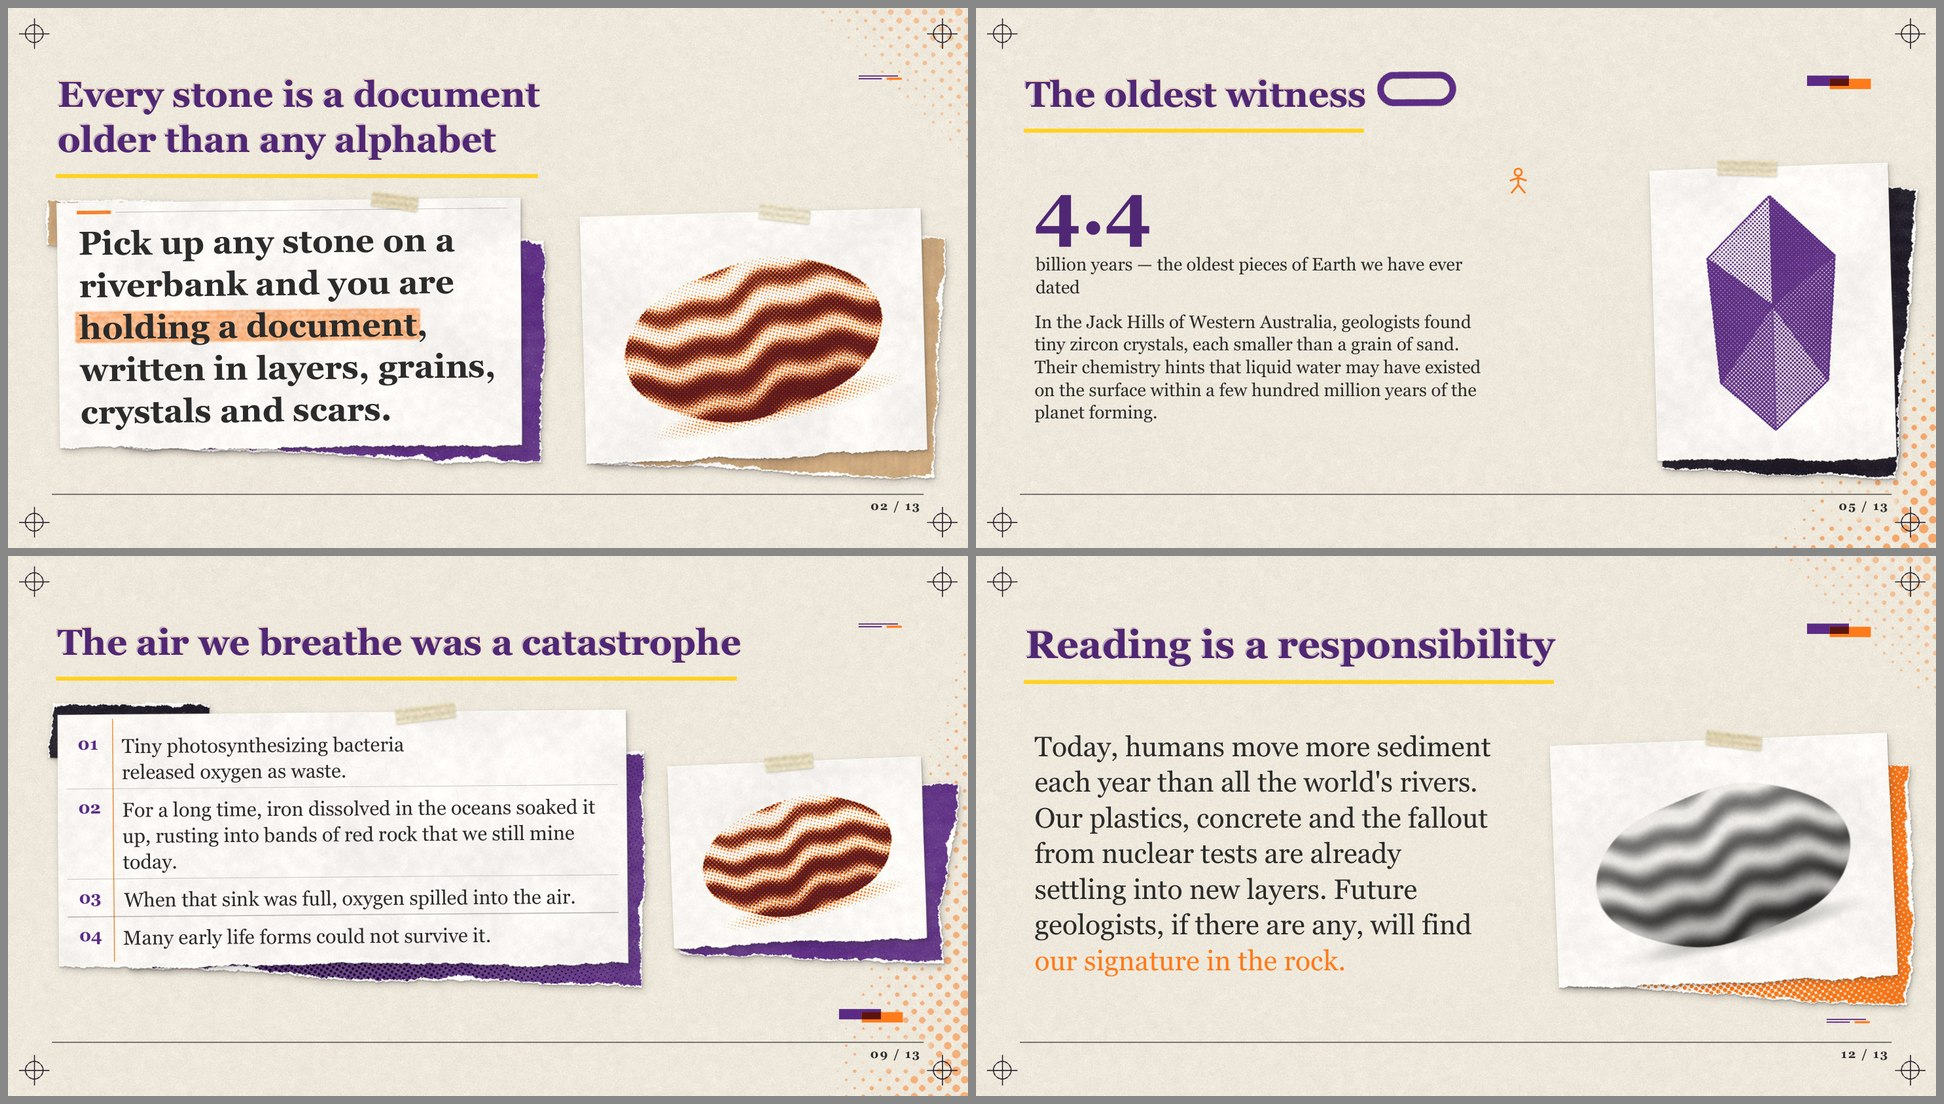 Every stone is a document
older than any alphabet
Pick up any stone on a
riverbank and you are
holding a document,
written in layers, grains,
crystals and scars.
02 / 13
The oldest witness
4.4
billion years — the oldest pieces of Earth we have ever
dated
In the Jack Hills of Western Australia, geologists found
tiny zircon crystals, each smaller than a grain of sand.
Their chemistry hints that liquid water may have existed
on the surface within a few hundred million years of the
planet forming.
05 / 13
The air we breathe was a catastrophe
01 Tiny photosynthesizing bacteria
released oxygen as waste.
02 For a long time, iron dissolved in the oceans soaked it
up, rusting into bands of red rock that we still mine
today.
03 When that sink was full, oxygen spilled into the air.
04 Many early life forms could not survive it.
09 / 13
Reading is a responsibility
Today, humans move more sediment
each year than all the world's rivers.
Our plastics, concrete and the fallout
from nuclear tests are already
settling into new layers. Future
geologists, if there are any, will find
our signature in the rock.
12 / 13